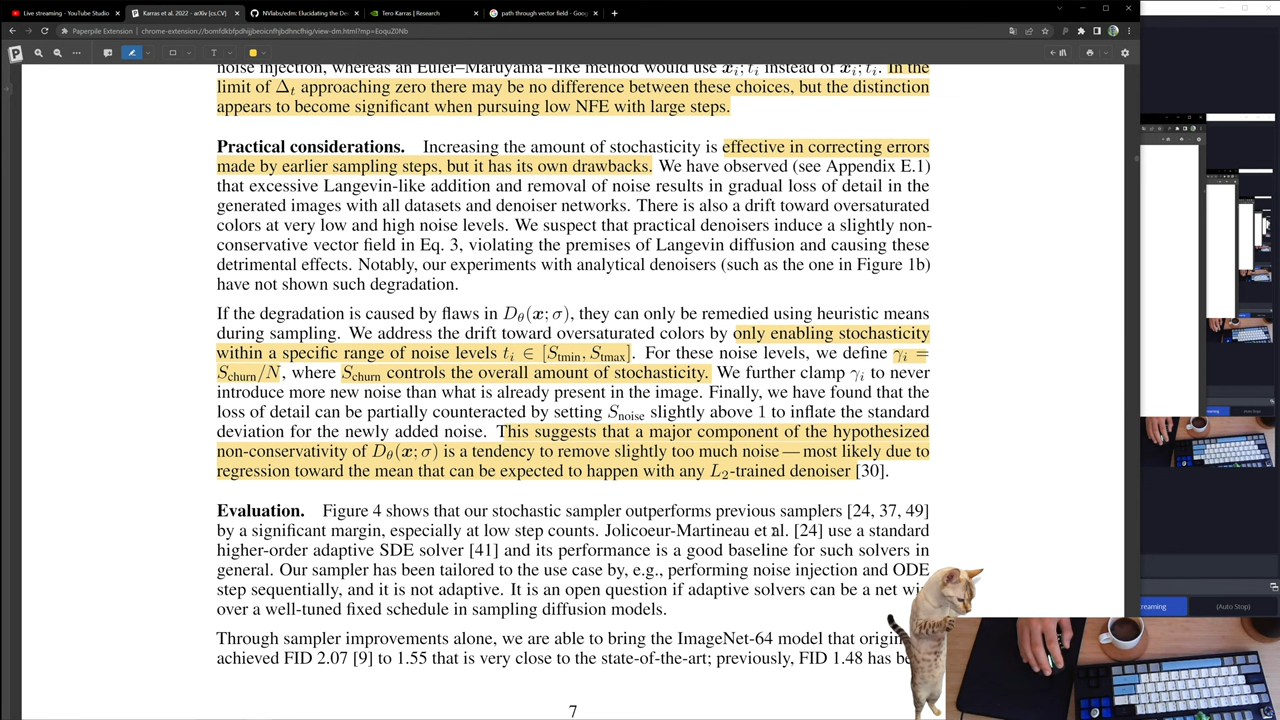 Live streaming - YouTube Studio
Karras et al. 2022 - arXiv [cs.CV]
NVlabs/edm: Elucidating the De
Tero Karras | Research
path through vector field - Goog
Paperpile Extension | chrome-extension://bomfdkbfpdhijjbeoicnfhjbdhncfhig/view-dm.html?mp=EoquZ0Nb
noise injection, whereas in Euler–Maruyama -like method would use x_i; t_i instead of x̂_i; t̂_i. In the
limit of Δ_t approaching zero there may be no difference between these choices, but the distinction
appears to become significant when pursuing low NFE with large steps.
Practical considerations. Increasing the amount of stochasticity is effective in correcting errors
made by earlier sampling steps, but it has its own drawbacks. We have observed (see Appendix E.1)
that excessive Langevin-like addition and removal of noise results in gradual loss of detail in the
generated images with all datasets and denoiser networks. There is also a drift toward oversaturated
colors at very low and high noise levels. We suspect that practical denoisers induce a slightly non-
conservative vector field in Eq. 3, violating the premises of Langevin diffusion and causing these
detrimental effects. Notably, our experiments with analytical denoisers (such as the one in Figure 1b)
have not shown such degradation.
If the degradation is caused by flaws in D_θ(x; σ), they can only be remedied using heuristic means
during sampling. We address the drift toward oversaturated colors by only enabling stochasticity
within a specific range of noise levels t_i ∈ [S_tmin, S_tmax]. For these noise levels, we define γ_i =
S_churn/N, where S_churn controls the overall amount of stochasticity. We further clamp γ_i to never
introduce more new noise than what is already present in the image. Finally, we have found that the
loss of detail can be partially counteracted by setting S_noise slightly above 1 to inflate the standard
deviation for the newly added noise. This suggests that a major component of the hypothesized
non-conservativity of D_θ(x; σ) is a tendency to remove slightly too much noise — most likely due to
regression toward the mean that can be expected to happen with any L_2-trained denoiser [30].
Evaluation. Figure 4 shows that our stochastic sampler outperforms previous samplers [24, 37, 49]
by a significant margin, especially at low step counts. Jolicoeur-Martineau et al. [24] use a standard
higher-order adaptive SDE solver [41] and its performance is a good baseline for such solvers in
general. Our sampler has been tailored to the use case by, e.g., performing noise injection and ODE
step sequentially, and it is not adaptive. It is an open question if adaptive solvers can be a net wi
over a well-tuned fixed schedule in sampling diffusion models.
Through sampler improvements alone, we are able to bring the ImageNet-64 model that origin
achieved FID 2.07 [9] to 1.55 that is very close to the state-of-the-art; previously, FID 1.48 has be
7
reaming
(Auto Stop)